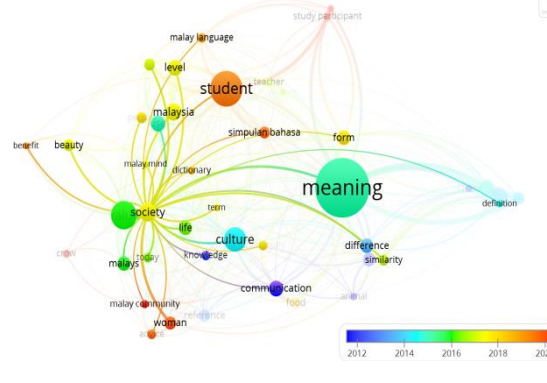 study participant
malay language
level
student
teacher
malaysia
simpulan bahasa
form
benefit
beauty
malay mind
dictionary
meaning
society
term
definition
life
culture
difference
crow
malays
today
knowledge
similarity
communication
animal
malay community
food
reference
woman
advice
2012
2014
2016
2018